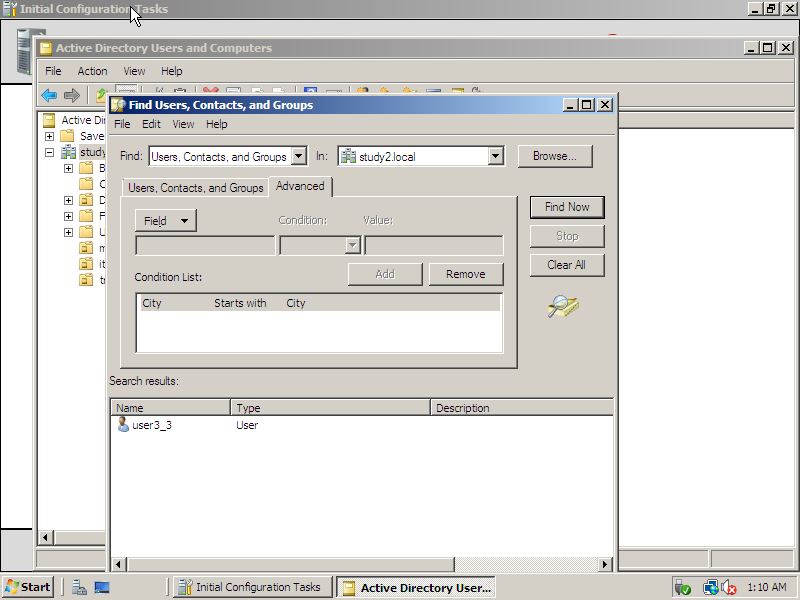 Initial Configuration Tasks
Active Directory Users and Computers
File Action View Help
Active Di
Save
study
Find Users, Contacts, and Groups
File Edit View Help
Find: Users, Contacts, and Groups In: study2.local Browse...
Users, Contacts, and Groups Advanced
Field Condition: Value:
Find Now
Stop
Clear All
Add Remove
Condition List:
City Starts with City
Search results:
Name Type Description
user3_3 User
B
C
D
F
U
m
it
tr
Start Initial Configuration Tasks Active Directory User... 1:10 AM